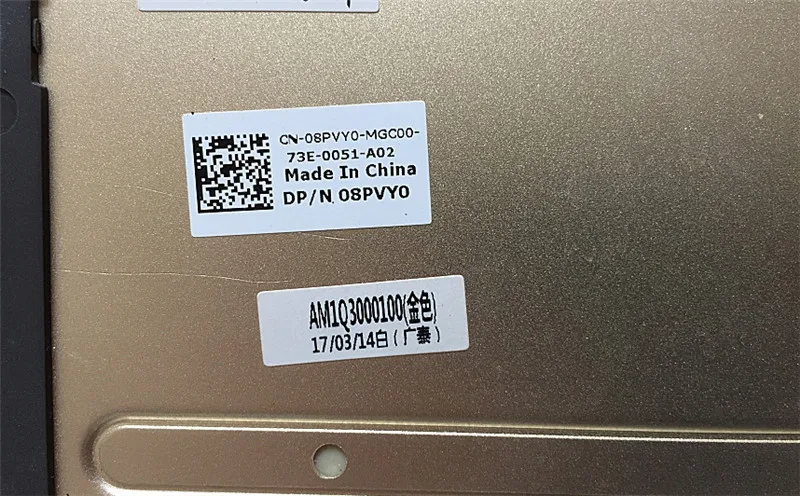 CN-08PVY0-MGC00-
73E-0051-A02
Made In China
DP/N 08PVY0
AM1Q3000100(金色)
17/03/14白(广泰)